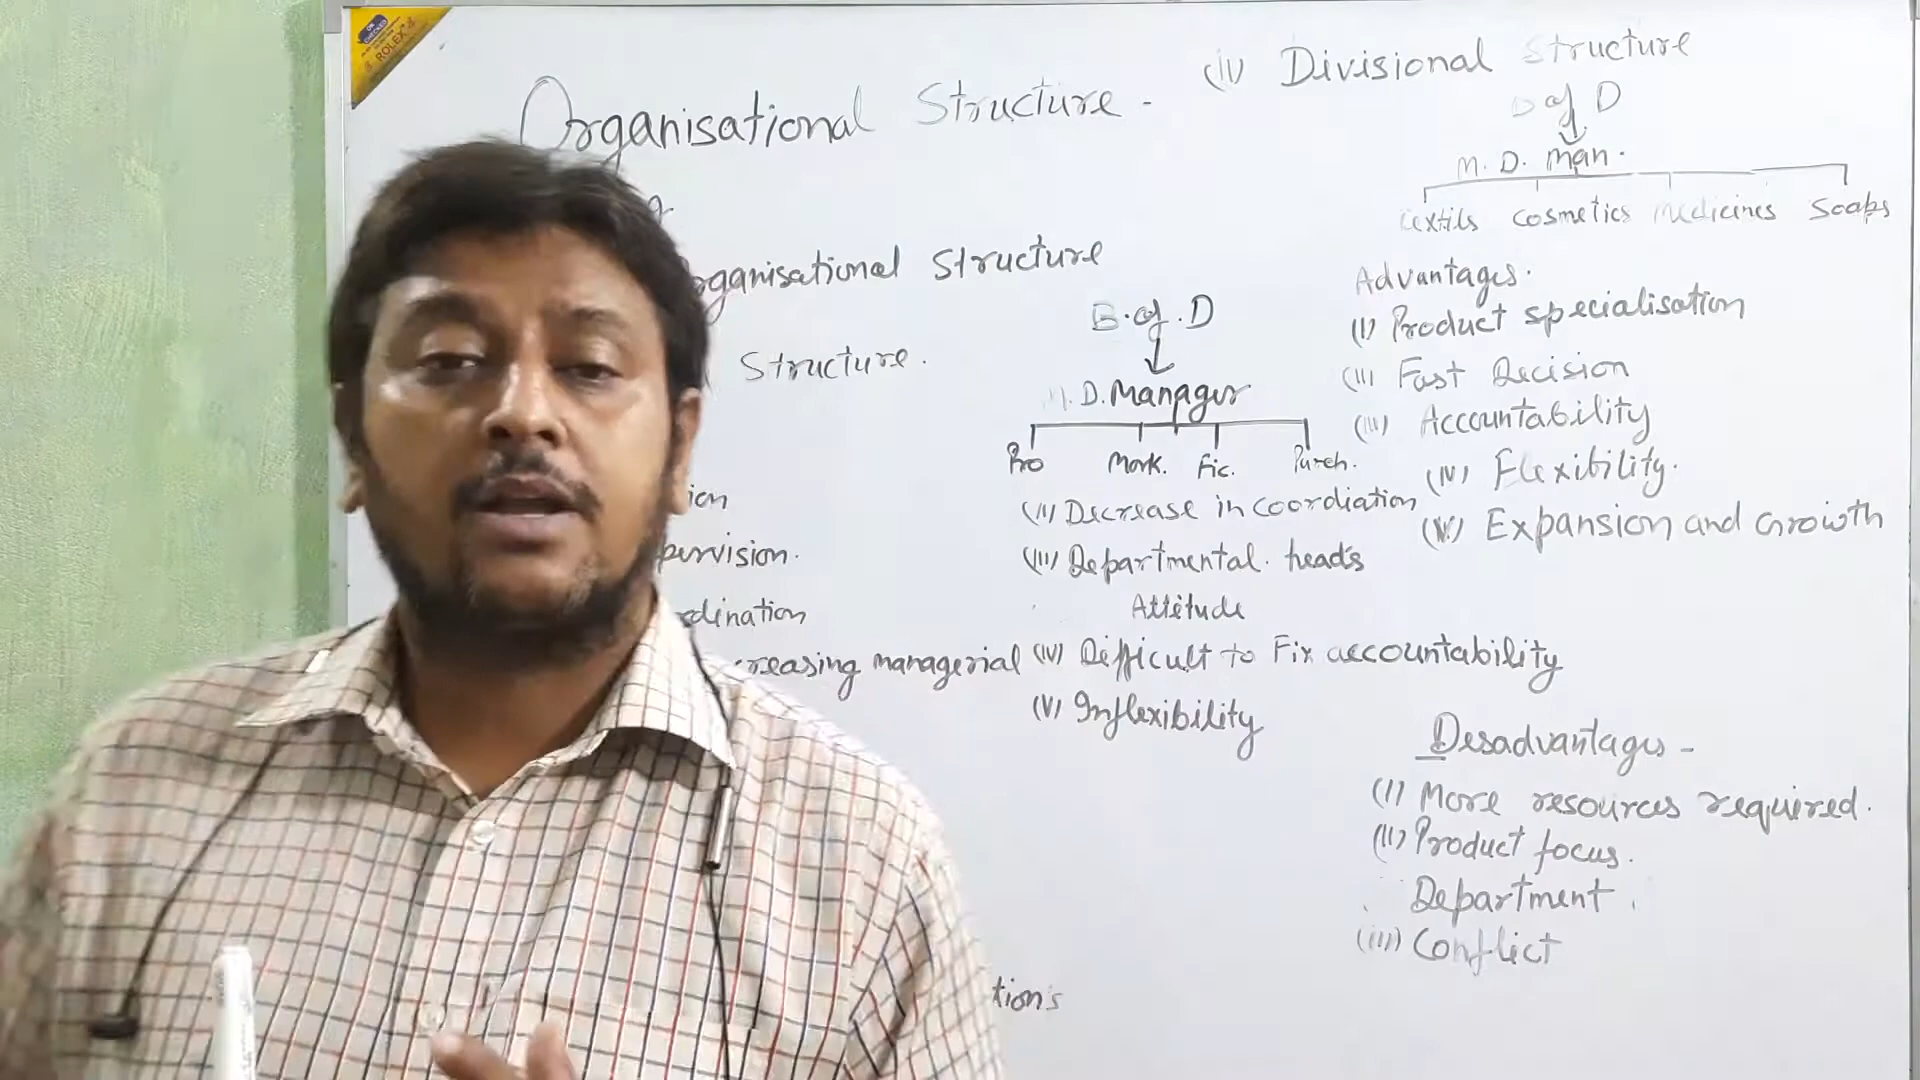 ROLEX
Organisational Structure -
organisational Structure
Structure.
ion
pervision.
dination
creasing managerial
tion's
B.of.D
M.D. Manager
Pro Mark. Fic. Purch.
(II) Decrease in coordiation
(III) Departmental. heads
Attitude
(IV) Difficult to Fix accountability
(V) Inflexibility
(II) Divisional Structure
B of D
M. D. Man.
Textils Cosmetics Medicines Soaps
Advantages.
(I) Product specialisation
(II) Fast Decision
(III) Accountability
(IV) Flexibility.
(V) Expansion and Growth
Desadvantages -
(I) More resources required.
(II) Product focus.
Department.
(III) Conflict